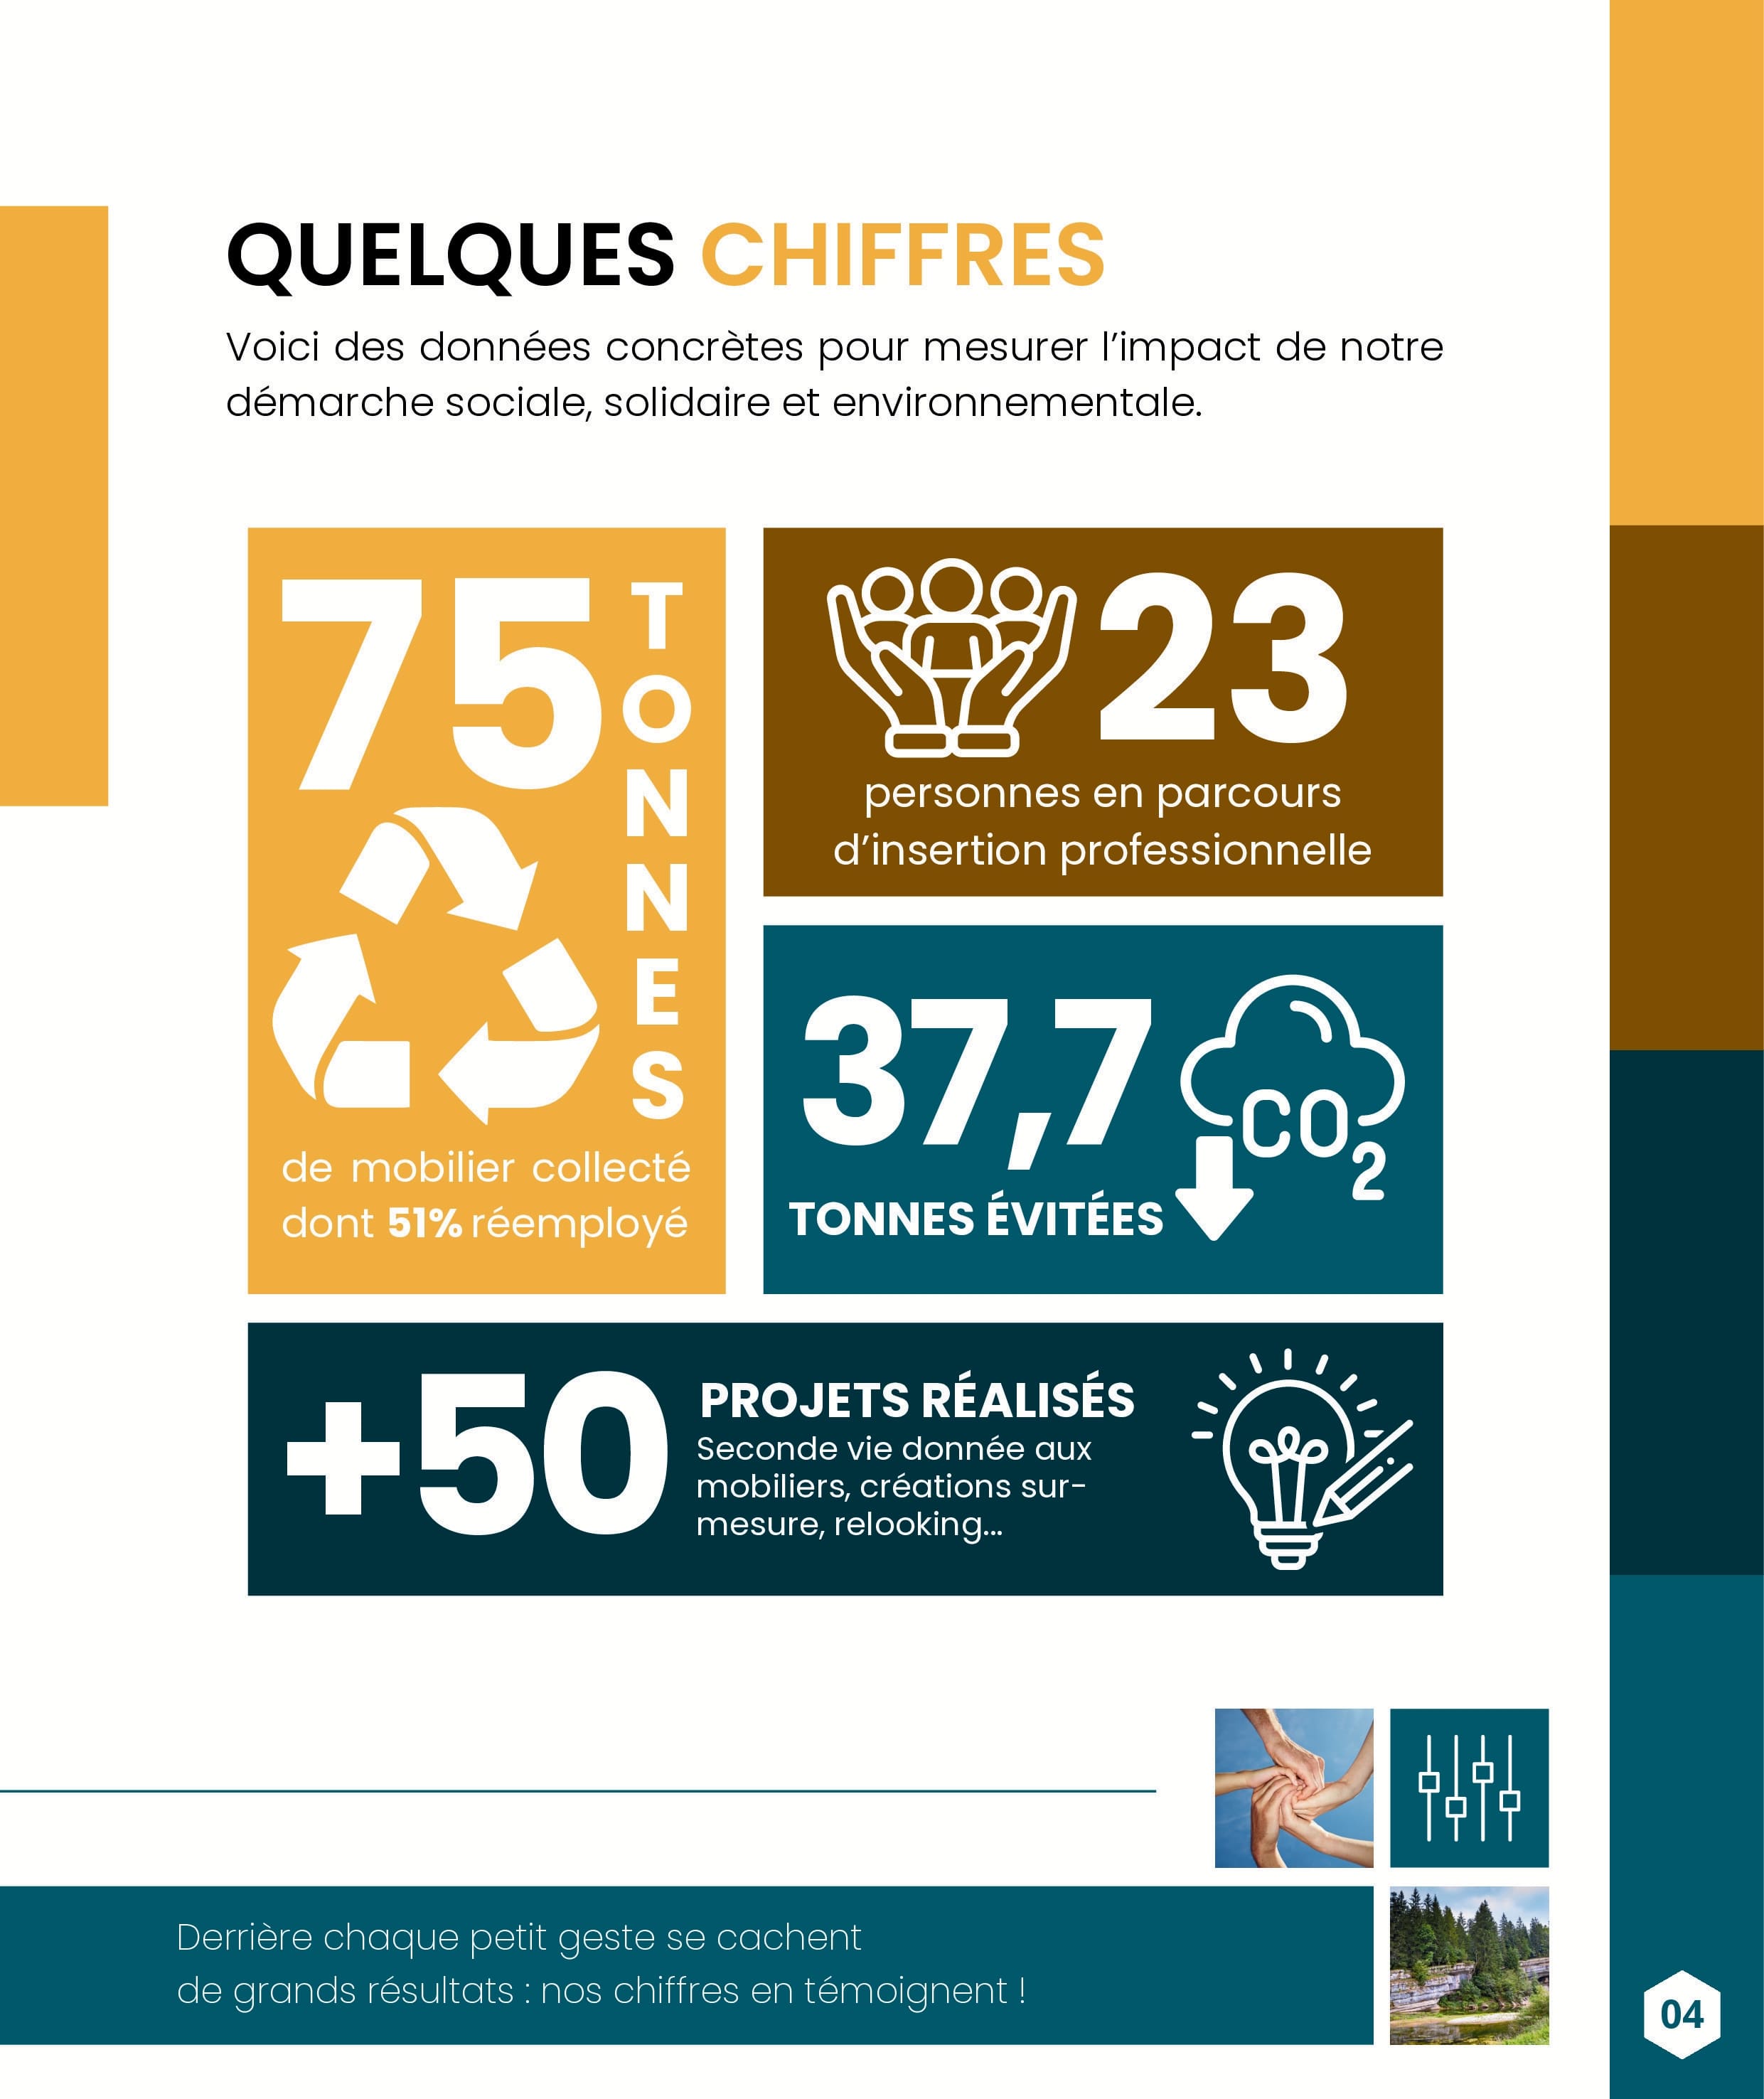 QUELQUES CHIFFRES
Voici des données concrètes pour mesurer l’impact de notre
démarche sociale, solidaire et environnementale.
75 TONNES
de mobilier collecté
dont 51% réemployé
23
personnes en parcours
d’insertion professionnelle
37,7
CO2
TONNES ÉVITÉES
+50
PROJETS RÉALISÉS
Seconde vie donnée aux
mobiliers, créations sur-
mesure, relooking...
Derrière chaque petit geste se cachent
de grands résultats : nos chiffres en témoignent !
04